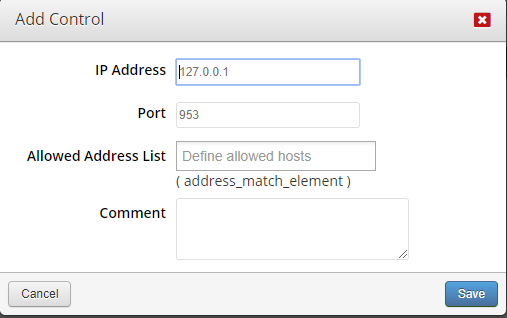 Add Control
IP Address 127.0.0.1
Port 953
Allowed Address List Define allowed hosts
( address_match_element )
Comment
Cancel Save